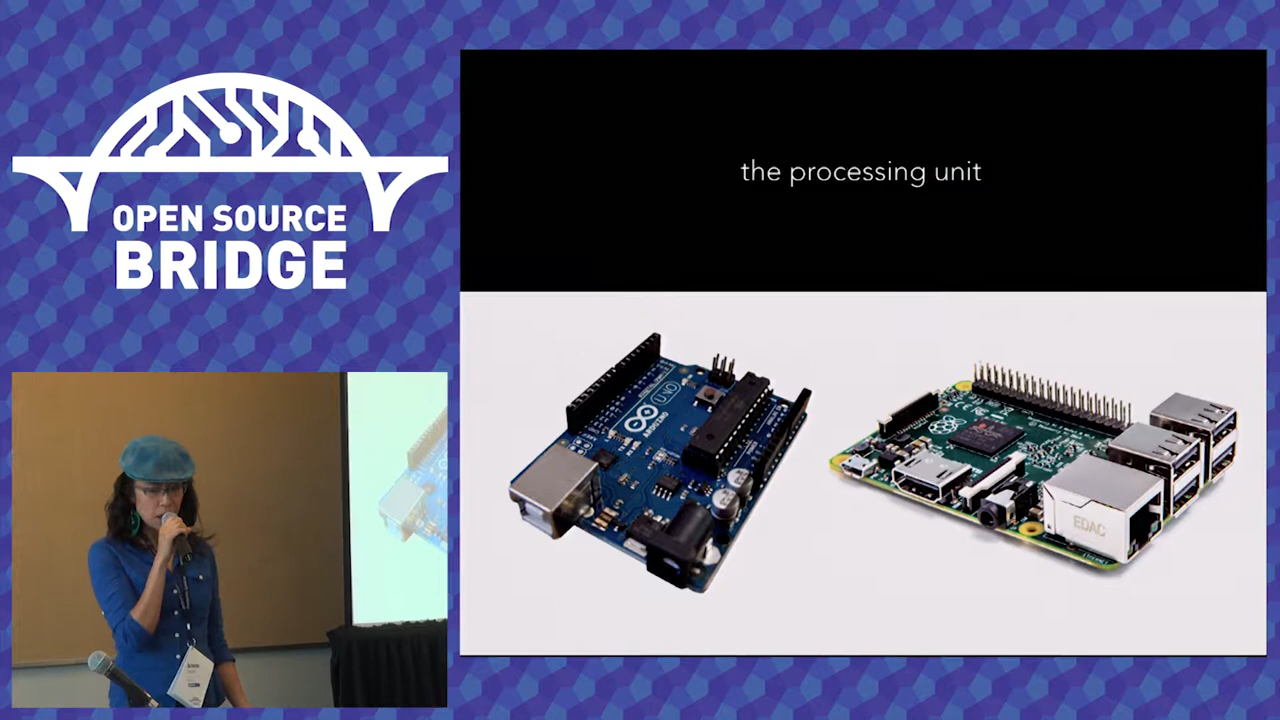 OPEN SOURCE
BRIDGE
the processing unit
UNO
ARDUINO
EDAC